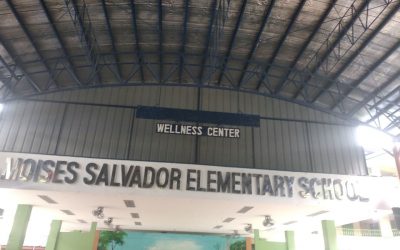 WELLNESS CENTER
MOISES SALVADOR ELEMENTARY SCHOOL